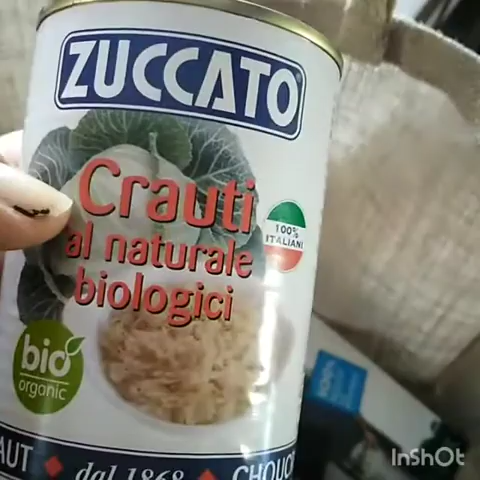 ZUCCATO
Crauti
al naturale
biologici
100%
ITALIANI
bio
organic
AUT ◆ dal 1868 ◆ CHOUC
InShOt